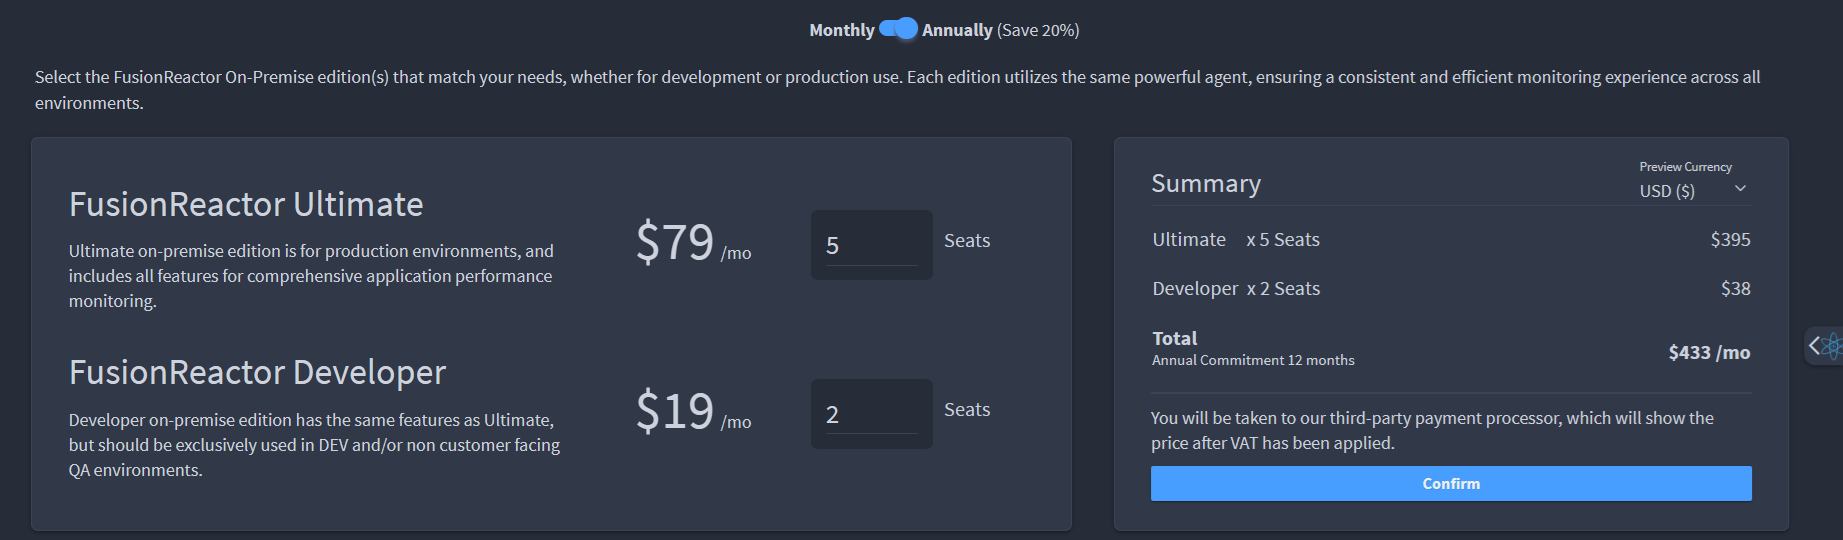 Monthly Annually (Save 20%)
Select the FusionReactor On-Premise edition(s) that match your needs, whether for development or production use. Each edition utilizes the same powerful agent, ensuring a consistent and efficient monitoring experience across all
environments.
FusionReactor Ultimate
Ultimate on-premise edition is for production environments, and
includes all features for comprehensive application performance
monitoring.
$79 /mo
5 Seats
FusionReactor Developer
Developer on-premise edition has the same features as Ultimate,
but should be exclusively used in DEV and/or non customer facing
QA environments.
$19 /mo
2 Seats
Summary
Preview Currency
USD ($)
Ultimate x 5 Seats $395
Developer x 2 Seats $38
Total
Annual Commitment 12 months
$433 /mo
You will be taken to our third-party payment processor, which will show the
price after VAT has been applied.
Confirm